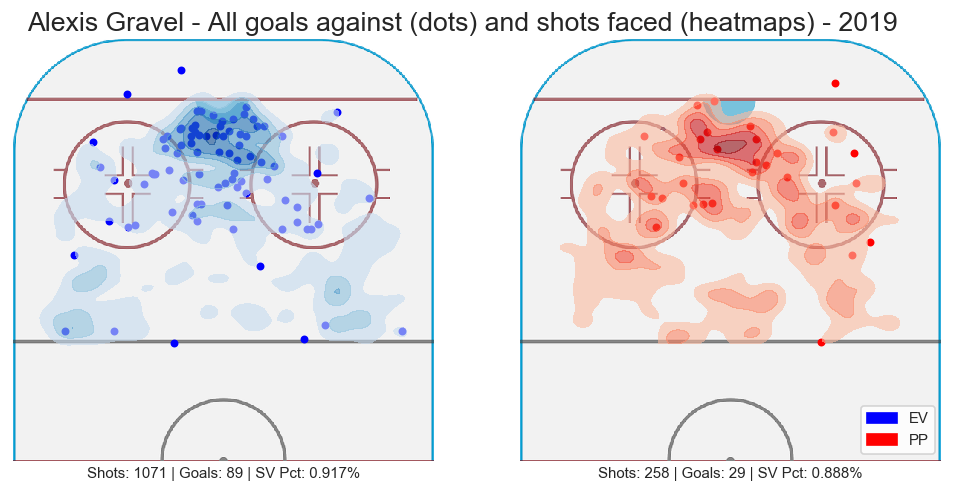 Alexis Gravel - All goals against (dots) and shots faced (heatmaps) - 2019
EV
PP
Shots: 1071 | Goals: 89 | SV Pct: 0.917%
Shots: 258 | Goals: 29 | SV Pct: 0.888%